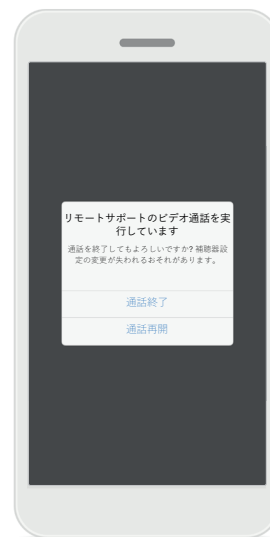 リモートサポートのビデオ通話を実
行しています
通話を終了してもよろしいですか? 補聴器設
定の変更が失われるおそれがあります。
通話終了
通話再開